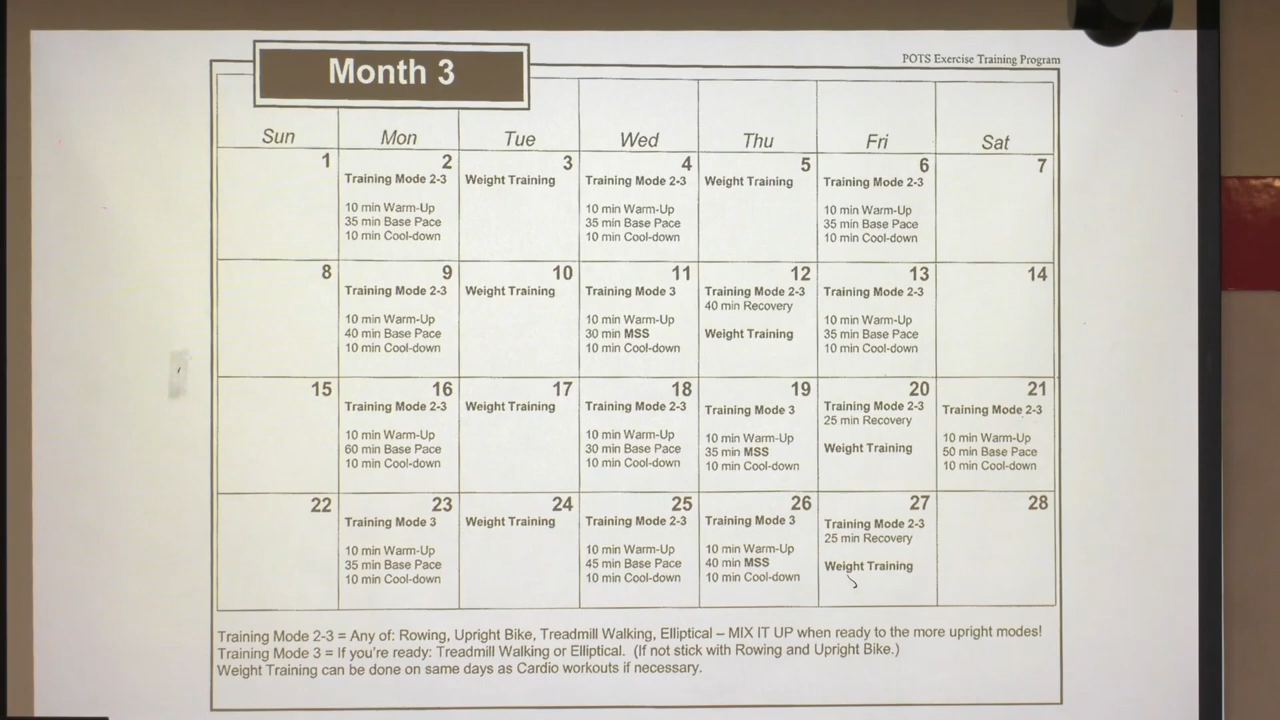 Month 3
POTS Exercise Training Program
Sun Mon Tue Wed Thu Fri Sat
1
2
Training Mode 2-3
10 min Warm-Up
35 min Base Pace
10 min Cool-down
3
Weight Training
4
Training Mode 2-3
10 min Warm-Up
35 min Base Pace
10 min Cool-down
5
Weight Training
6
Training Mode 2-3
10 min Warm-Up
35 min Base Pace
10 min Cool-down
7
8
9
Training Mode 2-3
10 min Warm-Up
40 min Base Pace
10 min Cool-down
10
Weight Training
11
Training Mode 3
10 min Warm-Up
30 min MSS
10 min Cool-down
12
Training Mode 2-3
40 min Recovery
Weight Training
13
Training Mode 2-3
10 min Warm-Up
35 min Base Pace
10 min Cool-down
14
15
16
Training Mode 2-3
10 min Warm-Up
60 min Base Pace
10 min Cool-down
17
Weight Training
18
Training Mode 2-3
10 min Warm-Up
30 min Base Pace
10 min Cool-down
19
Training Mode 3
10 min Warm-Up
35 min MSS
10 min Cool-down
20
Training Mode 2-3
25 min Recovery
Weight Training
21
Training Mode 2-3
10 min Warm-Up
50 min Base Pace
10 min Cool-down
22
23
Training Mode 3
10 min Warm-Up
35 min Base Pace
10 min Cool-down
24
Weight Training
25
Training Mode 2-3
10 min Warm-Up
45 min Base Pace
10 min Cool-down
26
Training Mode 3
10 min Warm-Up
40 min MSS
10 min Cool-down
27
Training Mode 2-3
25 min Recovery
Weight Training
28
Training Mode 2-3 = Any of: Rowing, Upright Bike, Treadmill Walking, Elliptical – MIX IT UP when ready to the more upright modes!
Training Mode 3 = If you're ready: Treadmill Walking or Elliptical. (If not stick with Rowing and Upright Bike.)
Weight Training can be done on same days as Cardio workouts if necessary.